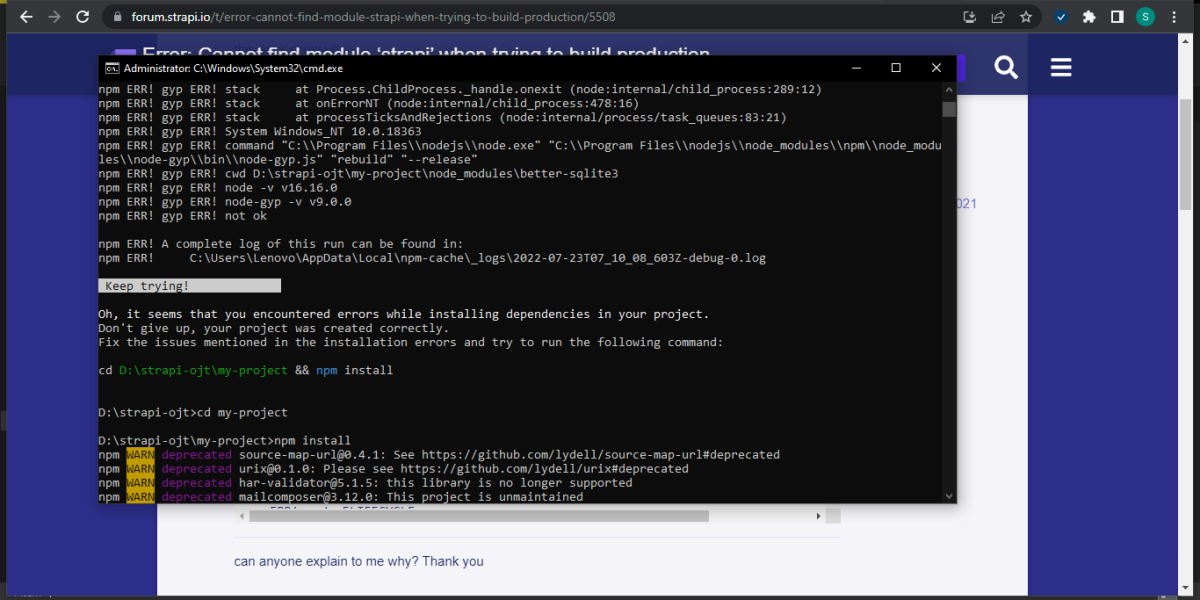 forum.strapi.io/t/error-cannot-find-module-strapi-when-trying-to-build-production/5508
S
Error: Cannot find module ‘strapi’ when trying to build production
Administrator: C:\Windows\System32\cmd.exe
npm ERR! gyp ERR! stack     at Process.ChildProcess._handle.onexit (node:internal/child_process:289:12)
npm ERR! gyp ERR! stack     at onErrorNT (node:internal/child_process:478:16)
npm ERR! gyp ERR! stack     at processTicksAndRejections (node:internal/process/task_queues:83:21)
npm ERR! gyp ERR! System Windows_NT 10.0.18363
npm ERR! gyp ERR! command "C:\\Program Files\\nodejs\\node.exe" "C:\\Program Files\\nodejs\\node_modules\\npm\\node_modu
les\\node-gyp\\bin\\node-gyp.js" "rebuild" "--release"
npm ERR! gyp ERR! cwd D:\strapi-ojt\my-project\node_modules\better-sqlite3
npm ERR! gyp ERR! node -v v16.16.0
npm ERR! gyp ERR! node-gyp -v v9.0.0
npm ERR! gyp ERR! not ok
021
npm ERR! A complete log of this run can be found in:
npm ERR!     C:\Users\Lenovo\AppData\Local\npm-cache\_logs\2022-07-23T07_10_08_603Z-debug-0.log
Keep trying!
Oh, it seems that you encountered errors while installing dependencies in your project.
Don't give up, your project was created correctly.
Fix the issues mentioned in the installation errors and try to run the following command:
cd D:\strapi-ojt\my-project && npm install
D:\strapi-ojt>cd my-project
D:\strapi-ojt\my-project>npm install
npm WARN deprecated source-map-url@0.4.1: See https://github.com/lydell/source-map-url#deprecated
npm WARN deprecated urix@0.1.0: Please see https://github.com/lydell/urix#deprecated
npm WARN deprecated har-validator@5.1.5: this library is no longer supported
npm WARN deprecated mailcomposer@3.12.0: This project is unmaintained
can anyone explain to me why? Thank you